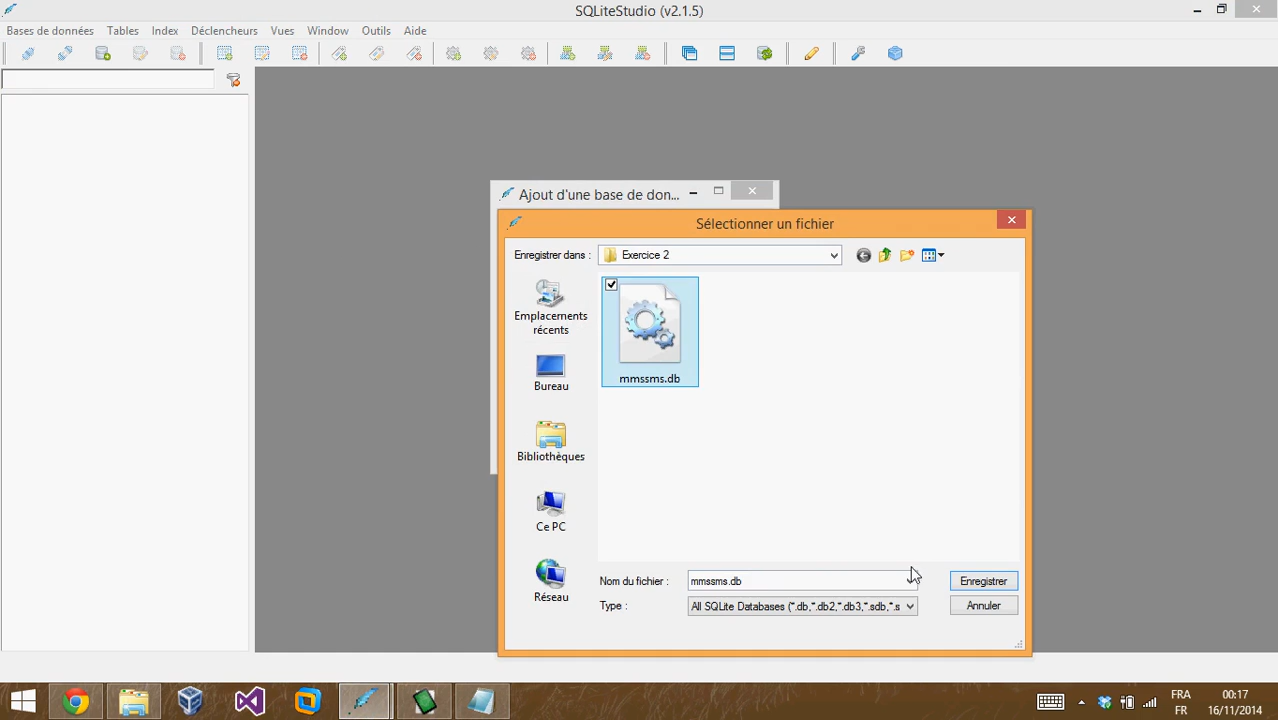 SQLiteStudio (v2.1.5)
Bases de données Tables Index Déclencheurs Vues Window Outils Aide
Ajout d'une base de don...
Sélectionner un fichier
Enregistrer dans : Exercice 2
Emplacements
récents
mmssms.db
Bureau
Bibliothèques
Ce PC
Réseau
Nom du fichier : mmssms.db Enregistrer
Type : All SQLite Databases (*.db,*.db2,*.db3,*.sdb,*.s Annuler
FRA 00:17
FR 16/11/2014